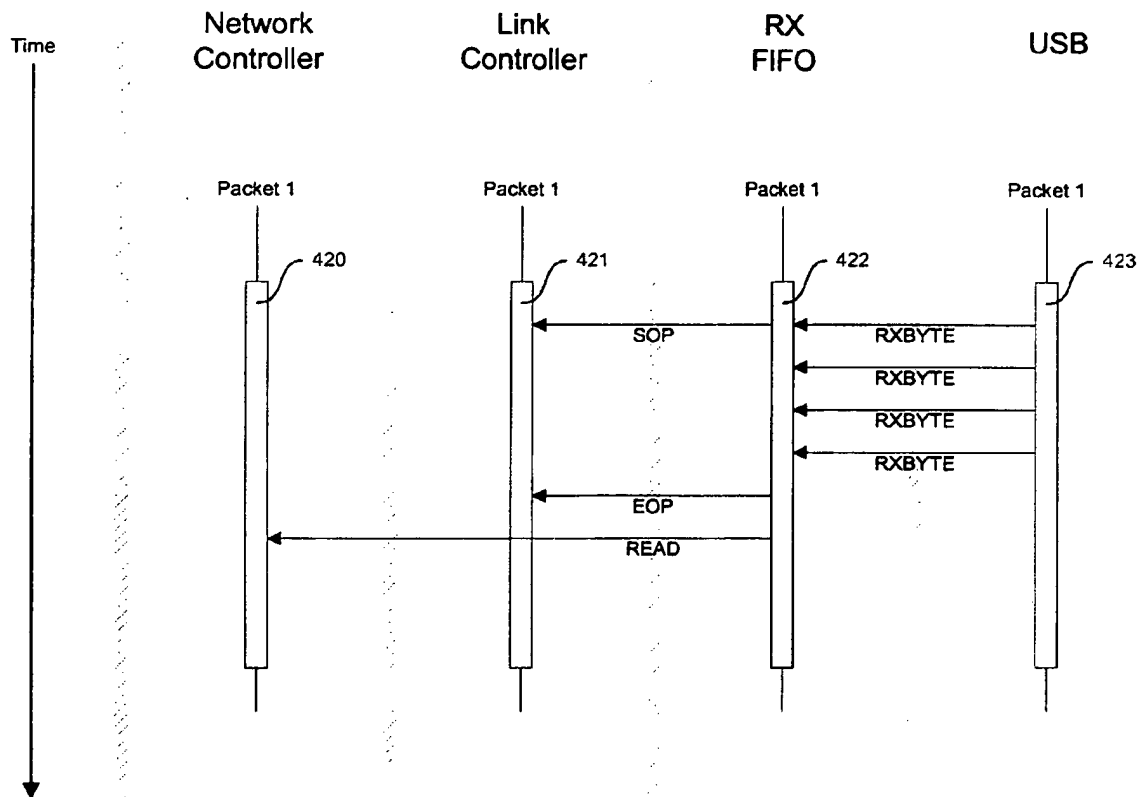 Time
Network
Controller
Link
Controller
RX
FIFO
USB
Packet 1
Packet 1
Packet 1
Packet 1
420
421
422
423
SOP
RXBYTE
RXBYTE
RXBYTE
RXBYTE
EOP
READ